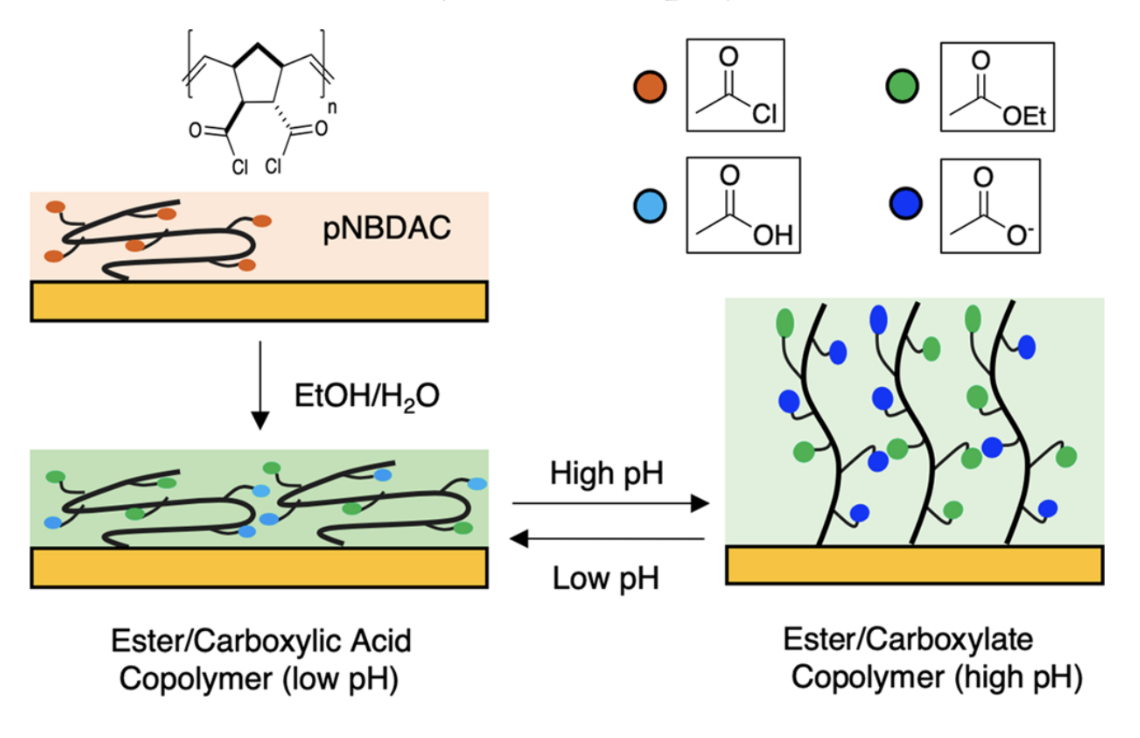 n
O
O
Cl
Cl
O
Cl
O
OEt
O
OH
O
O-
pNBDAC
EtOH/H₂O
High pH
Low pH
Ester/Carboxylic Acid
Copolymer (low pH)
Ester/Carboxylate
Copolymer (high pH)